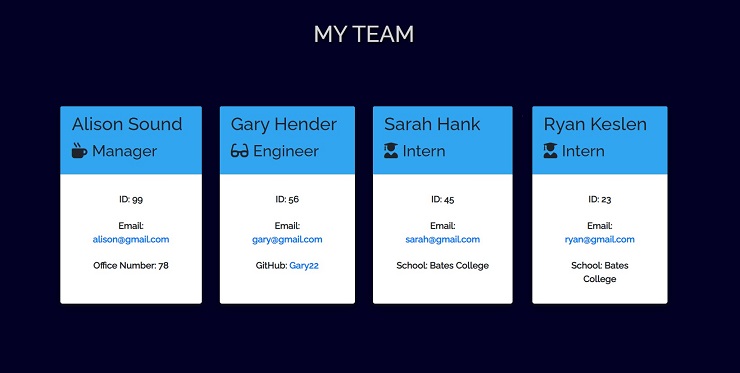 MY TEAM
Alison Sound
Manager
ID: 99
Email:
alison@gmail.com
Office Number: 78
Gary Hender
Engineer
ID: 56
Email:
gary@gmail.com
GitHub: Gary22
Sarah Hank
Intern
ID: 45
Email:
sarah@gmail.com
School: Bates College
Ryan Keslen
Intern
ID: 23
Email:
ryan@gmail.com
School: Bates
College